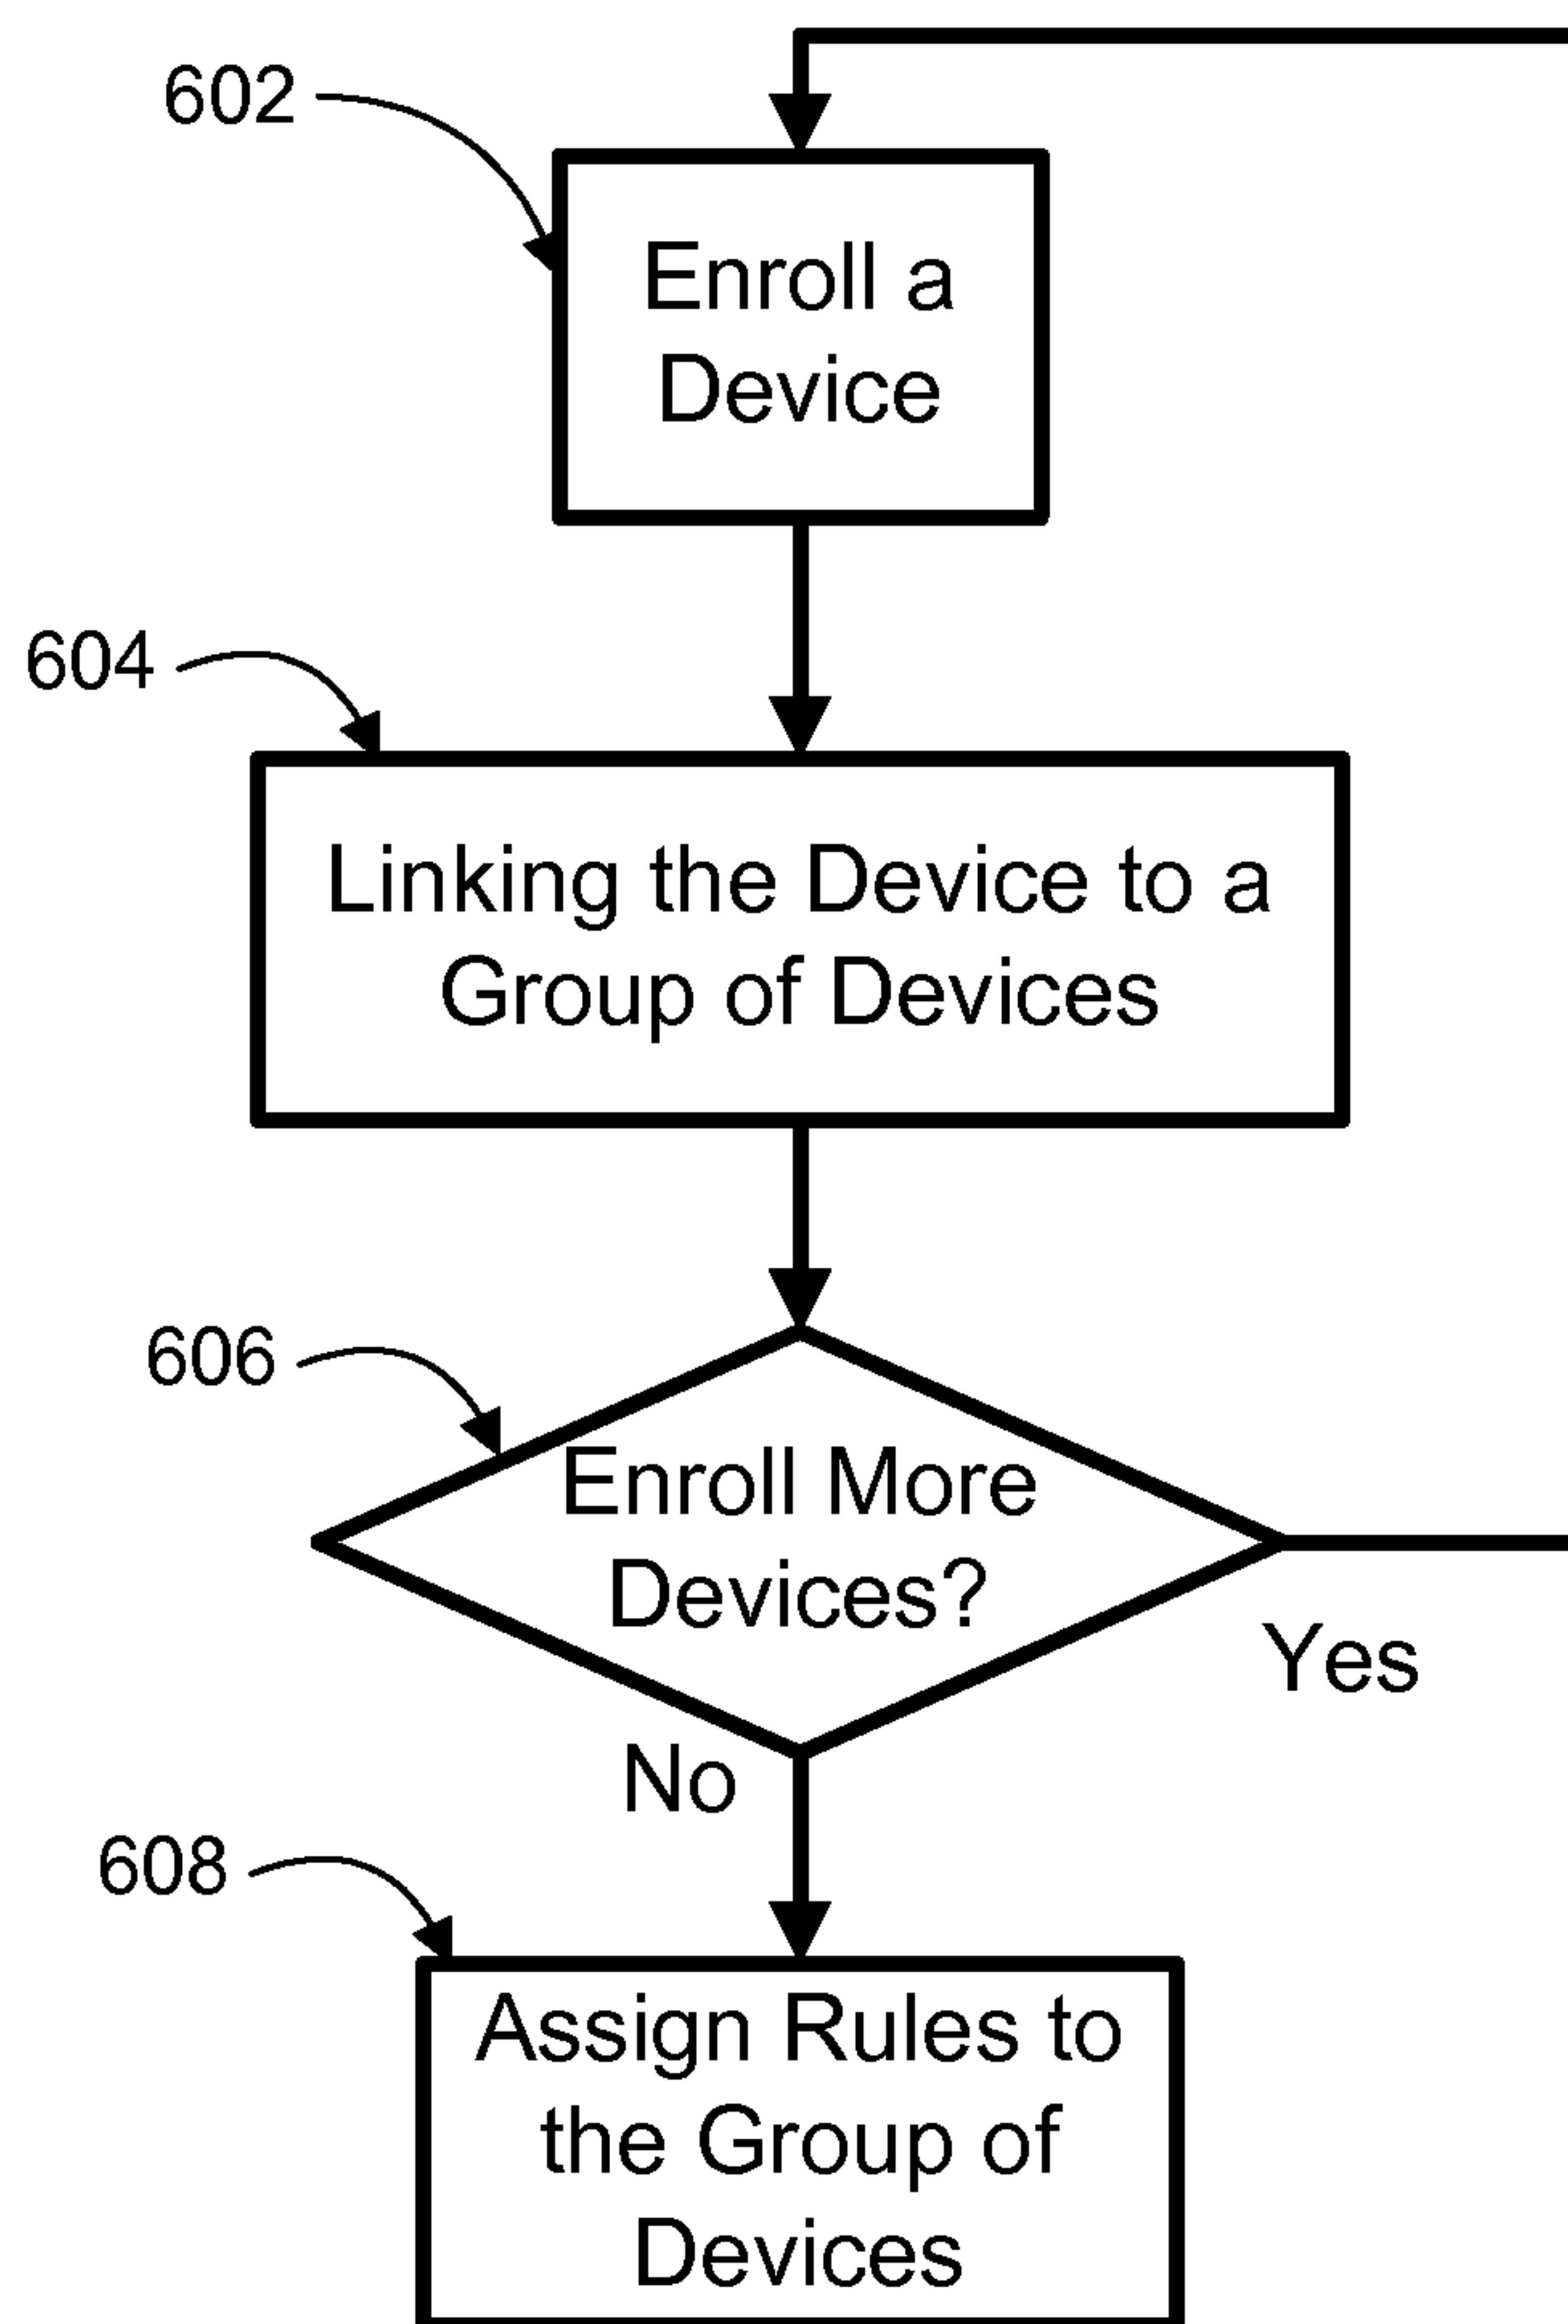 602
Enroll a
Device
604
Linking the Device to a
Group of Devices
606
Enroll More
Devices?
Yes
No
608
Assign Rules to
the Group of
Devices